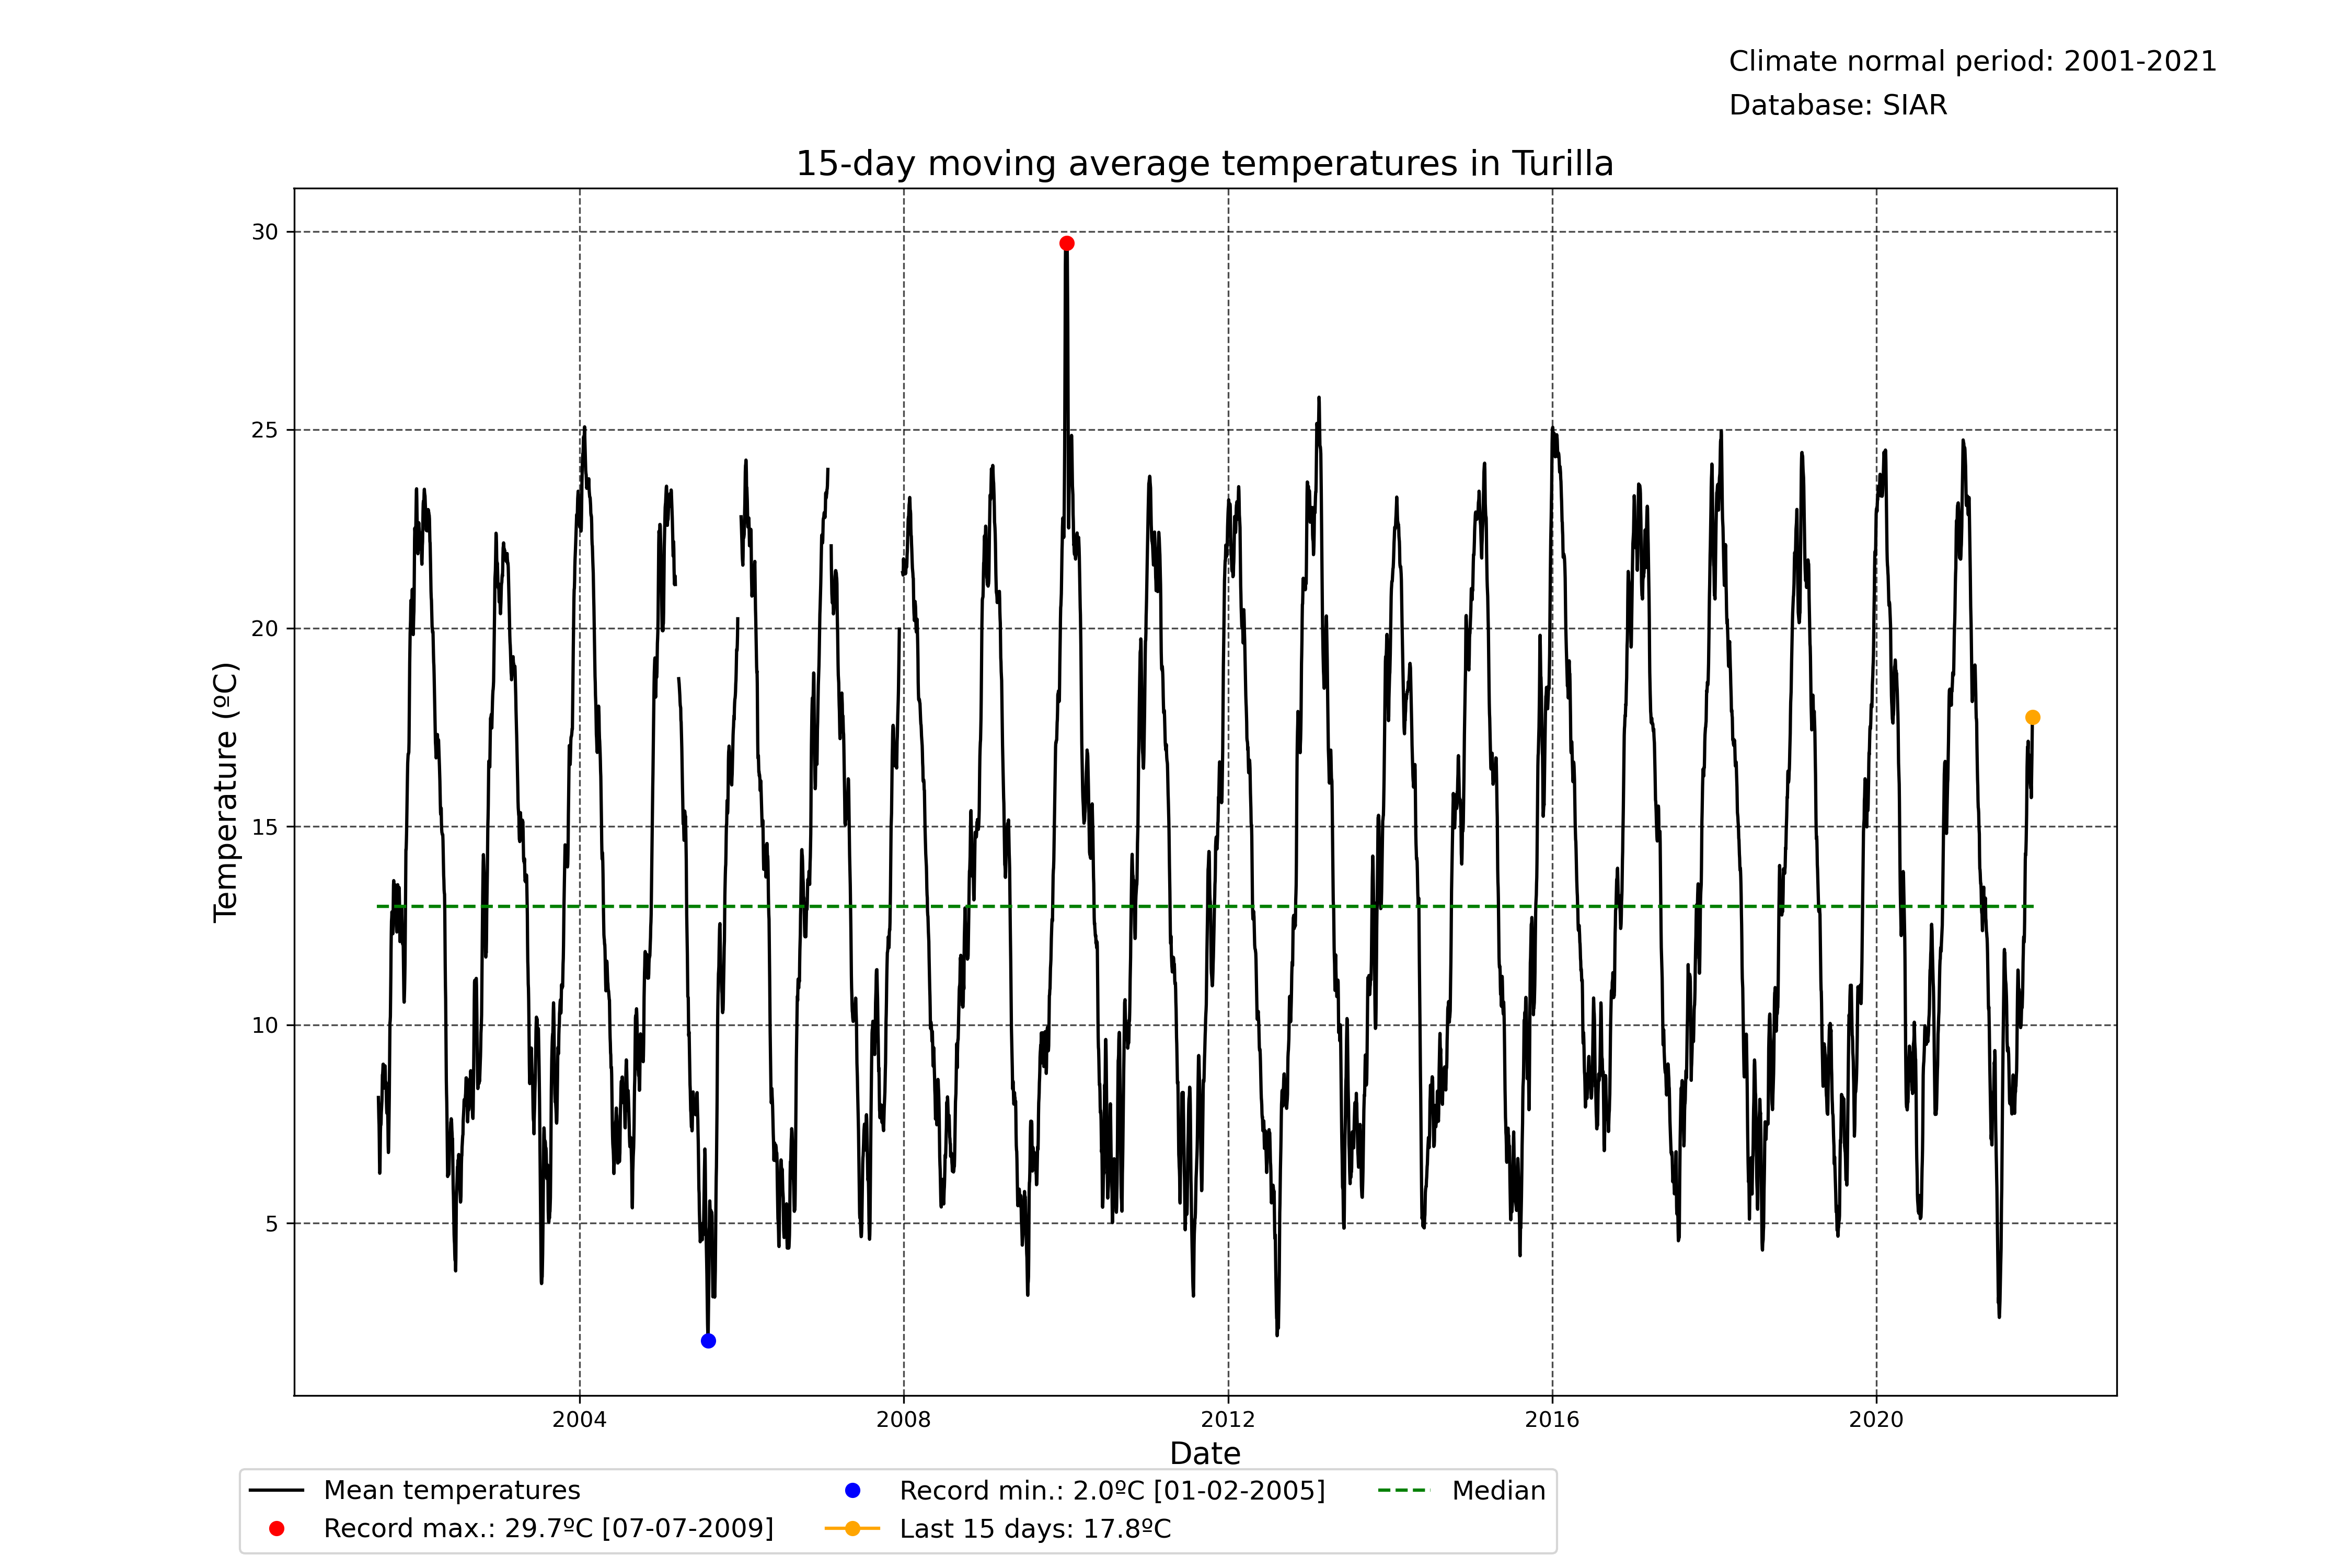 Climate normal period: 2001-2021
Database: SIAR
15-day moving average temperatures in Turilla
30
25
20
15
10
5
Temperature (ºC)
2004 2008 2012 2016 2020
Date
Mean temperatures
Record max.: 29.7ºC [07-07-2009]
Record min.: 2.0ºC [01-02-2005]
Last 15 days: 17.8ºC
Median